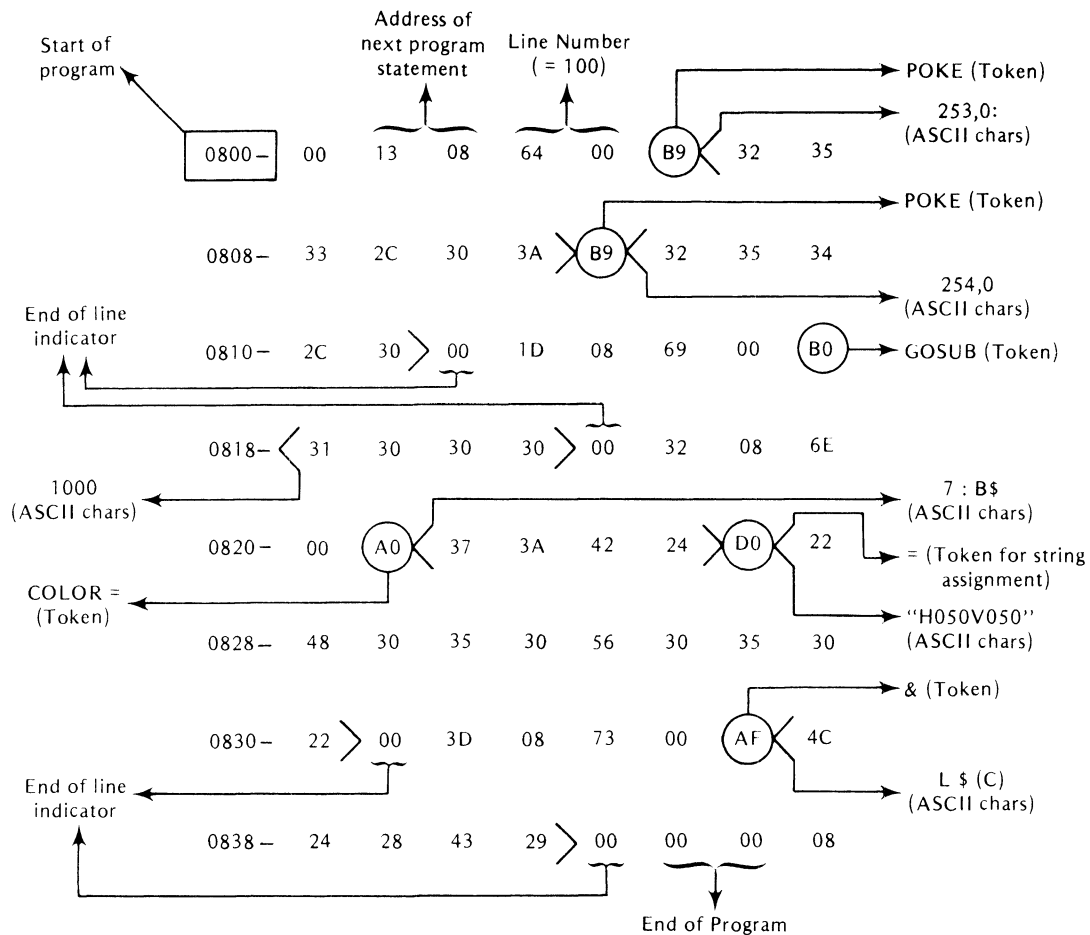 Start of
program
Address of
next program
statement
Line Number
( = 100)
POKE (Token)
253,0:
(ASCII chars)
0800– 00 13 08 64 00 B9 32 35
POKE (Token)
0808– 33 2C 30 3A B9 32 35 34
254,0
(ASCII chars)
End of line
indicator
0810– 2C 30 00 1D 08 69 00 B0
GOSUB (Token)
0818– 31 30 30 30 00 32 08 6E
1000
(ASCII chars)
7 : B$
(ASCII chars)
0820– 00 A0 37 3A 42 24 D0 22
= (Token for string
assignment)
COLOR =
(Token)
"H050V050"
(ASCII chars)
0828– 48 30 35 30 56 30 35 30
& (Token)
0830– 22 00 3D 08 73 00 AF 4C
End of line
indicator
L $ (C)
(ASCII chars)
0838– 24 28 43 29 00 00 00 08
End of Program